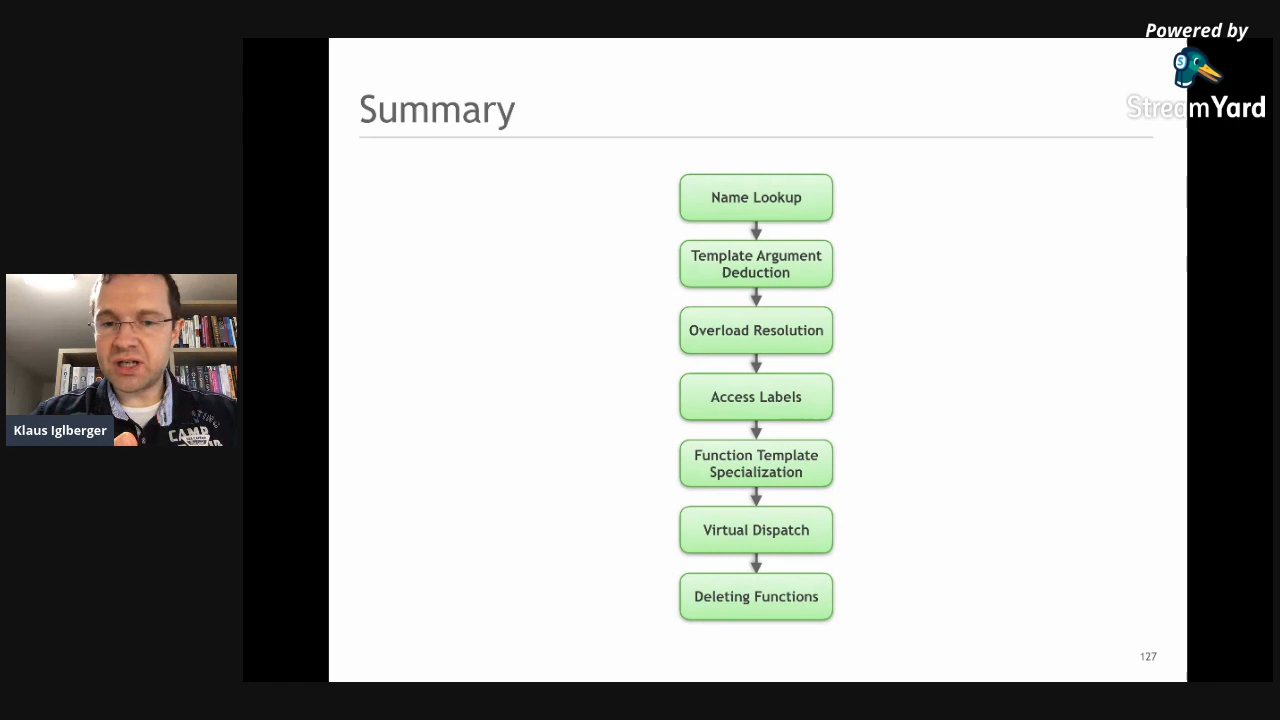 Powered by
StreamYard
Summary
Name Lookup
Template Argument
Deduction
Overload Resolution
Access Labels
Function Template
Specialization
Virtual Dispatch
Deleting Functions
127
Klaus Iglberger
CAMP